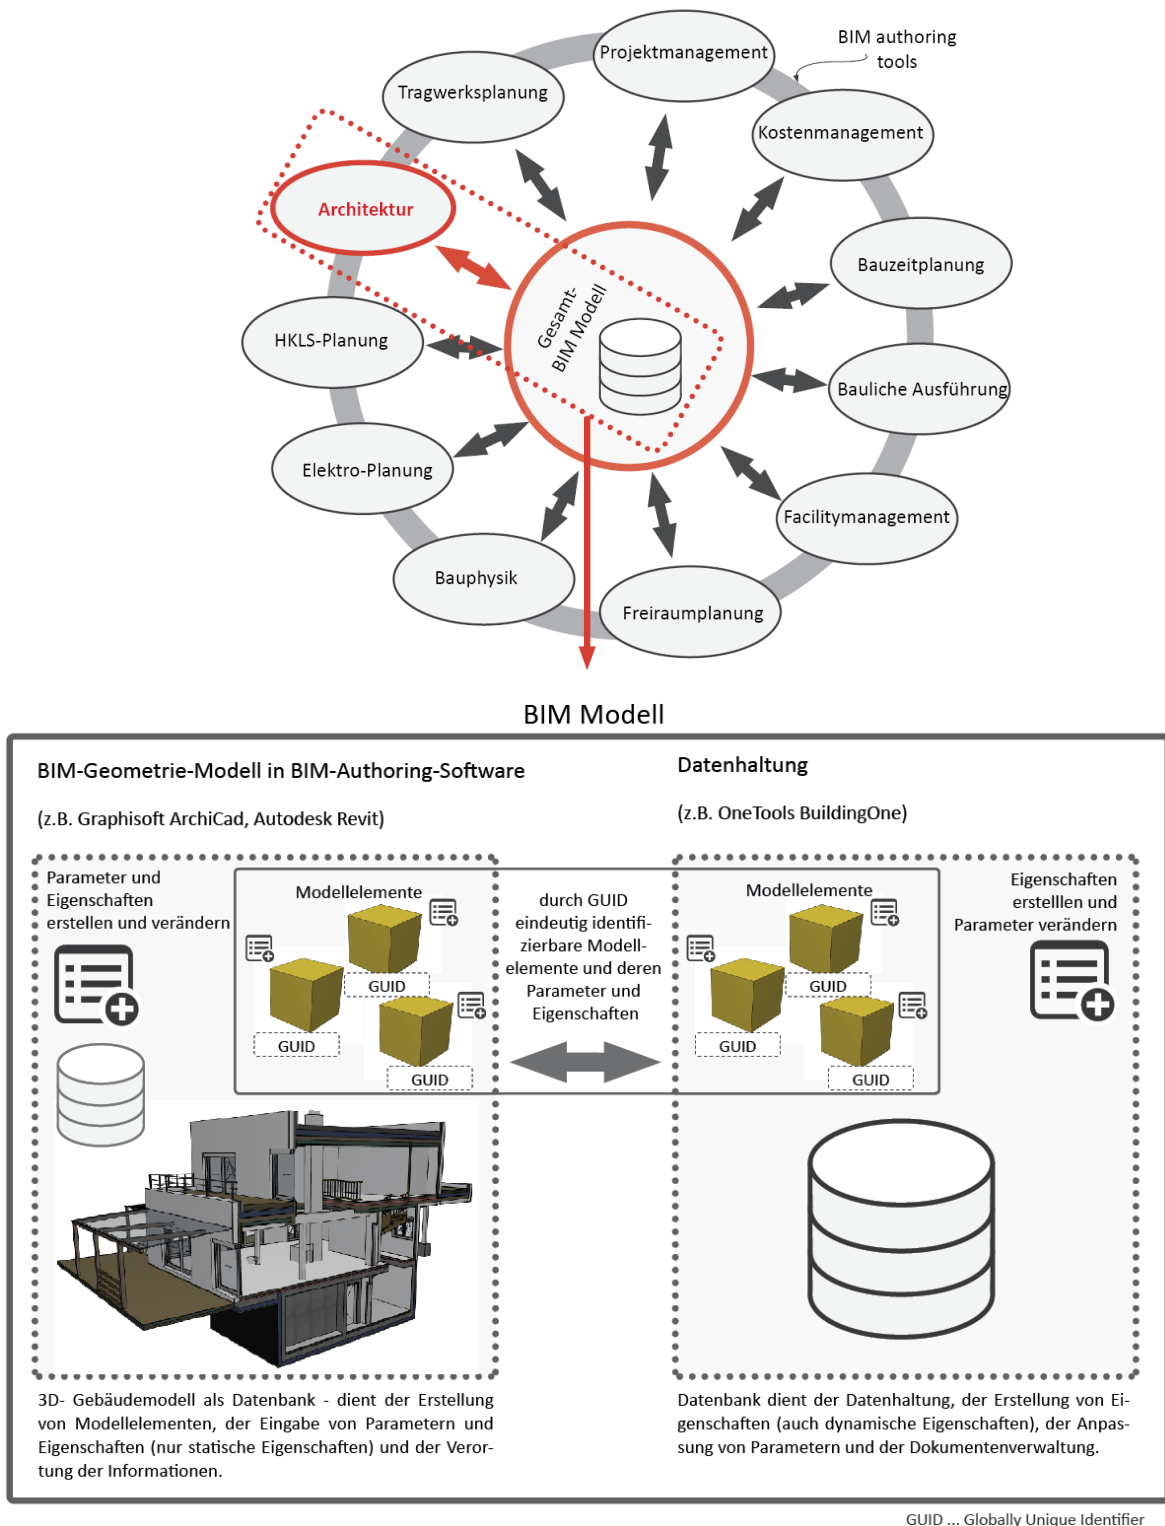 BIM authoring
tools
Projektmanagement
Tragwerksplanung
Kostenmanagement
Architektur
Bauzeitplanung
Gesamt-
BIM Modell
HKLS-Planung
Bauliche Ausführung
Elektro-Planung
Facilitymanagement
Bauphysik
Freiraumplanung
BIM Modell
BIM-Geometrie-Modell in BIM-Authoring-Software
(z.B. Graphisoft ArchiCad, Autodesk Revit)
Parameter und
Eigenschaften
erstellen und verändern
Modellelemente
GUID
GUID
GUID
durch GUID
eindeutig identifi-
zierbare Modell-
elemente und deren
Parameter und
Eigenschaften
Datenhaltung
(z.B. OneTools BuildingOne)
Modellelemente
GUID
GUID
GUID
Eigenschaften
erstelllen und
Parameter verändern
3D- Gebäudemodell als Datenbank - dient der Erstellung
von Modellelementen, der Eingabe von Parametern und
Eigenschaften (nur statische Eigenschaften) und der Veror-
tung der Informationen.
Datenbank dient der Datenhaltung, der Erstellung von Ei-
genschaften (auch dynamische Eigenschaften), der Anpas-
sung von Parametern und der Dokumentenverwaltung.
GUID ... Globally Unique Identifier